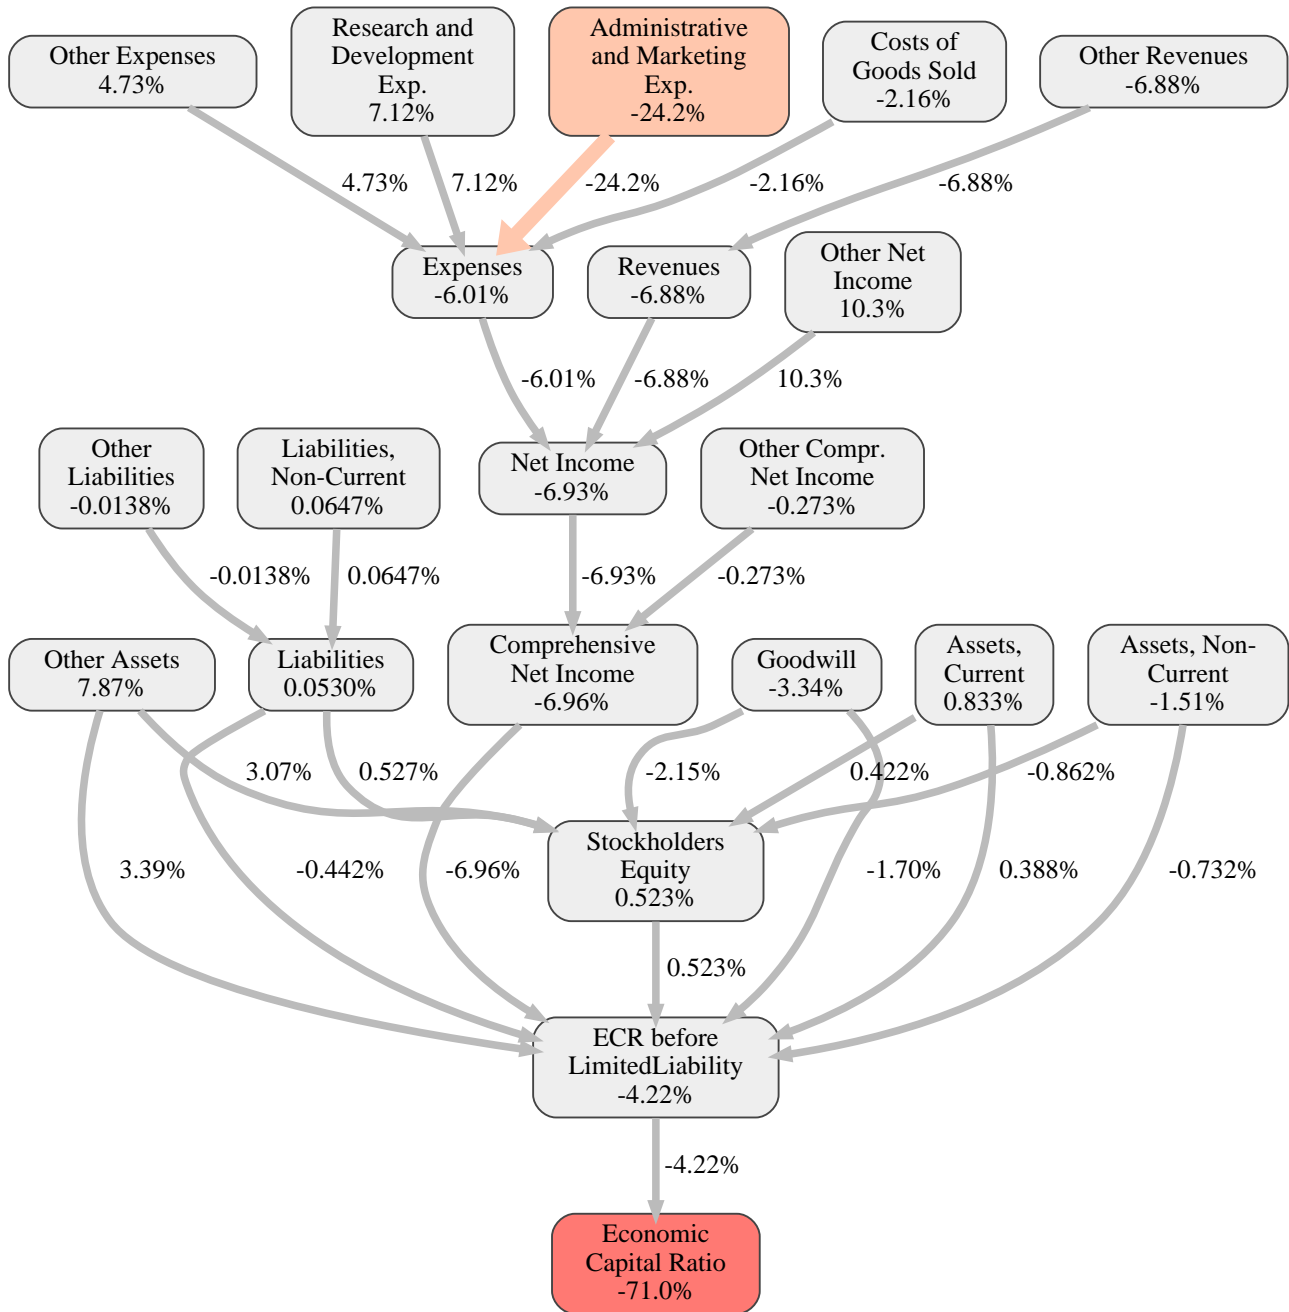 Other Expenses
4.73%
Research and
Development
Exp.
7.12%
Administrative
and Marketing
Exp.
-24.2%
Costs of
Goods Sold
-2.16%
Other Revenues
-6.88%
4.73%
7.12%
-24.2%
-2.16%
-6.88%
Expenses
-6.01%
Revenues
-6.88%
Other Net
Income
10.3%
-6.01%
-6.88%
10.3%
Other
Liabilities
-0.0138%
Liabilities,
Non-Current
0.0647%
Net Income
-6.93%
Other Compr.
Net Income
-0.273%
-0.0138%
0.0647%
-6.93%
-0.273%
Other Assets
7.87%
Liabilities
0.0530%
Comprehensive
Net Income
-6.96%
Goodwill
-3.34%
Assets,
Current
0.833%
Assets, Non-
Current
-1.51%
3.07%
0.527%
-2.15%
0.422%
-0.862%
Stockholders
Equity
0.523%
3.39%
-0.442%
-6.96%
-1.70%
0.388%
-0.732%
0.523%
ECR before
LimitedLiability
-4.22%
-4.22%
Economic
Capital Ratio
-71.0%